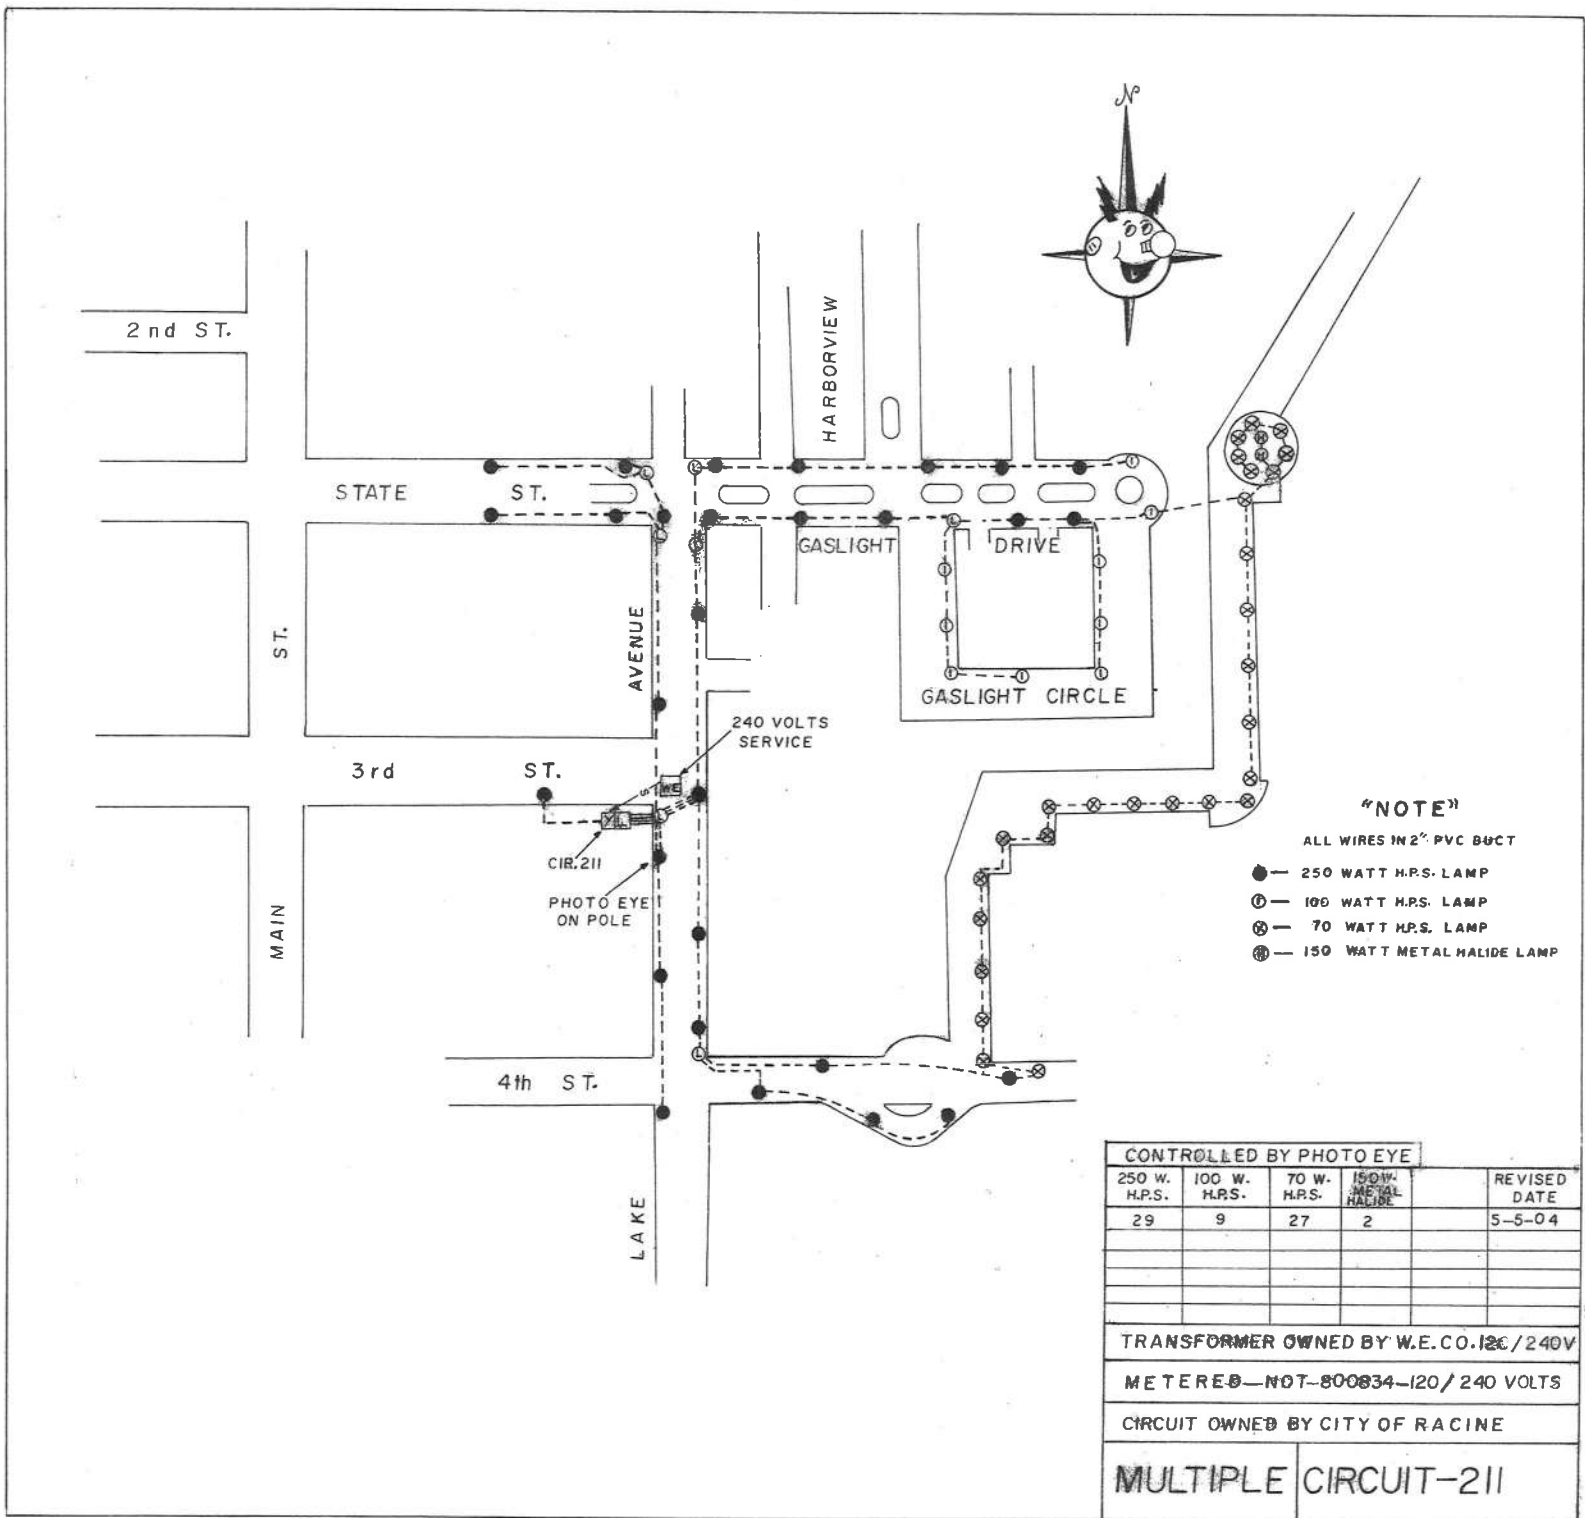 N
2nd ST.
HARBORVIEW
STATE ST.
GASLIGHT DRIVE
ST.
AVENUE
GASLIGHT CIRCLE
240 VOLTS
SERVICE
3rd ST.
S
WE
CIR. 211
PHOTO EYE
ON POLE
MAIN
4th ST.
LAKE
"NOTE"
ALL WIRES IN 2" PVC DUCT
250 WATT H.P.S. LAMP
100 WATT H.P.S. LAMP
70 WATT H.P.S. LAMP
150 WATT METAL HALIDE LAMP
CONTROLLED BY PHOTO EYE
250 W. H.P.S. 100 W. H.P.S. 70 W. H.P.S. 150 W. METAL HALIDE REVISED DATE
29 9 27 2 5-5-04
TRANSFORMER OWNED BY W.E.CO. 120/240V
METERED—NOT-800834-120/240 VOLTS
CIRCUIT OWNED BY CITY OF RACINE
MULTIPLE CIRCUIT-211